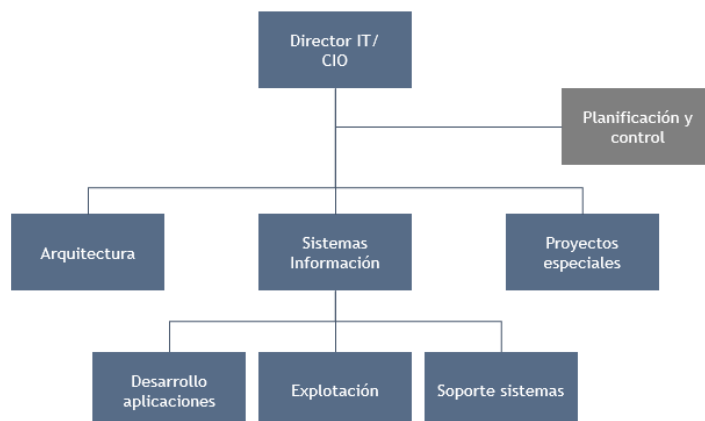 Director IT/
CIO
Planificación y
control
Arquitectura
Sistemas
Información
Proyectos
especiales
Desarrollo
aplicaciones
Explotación
Soporte sistemas